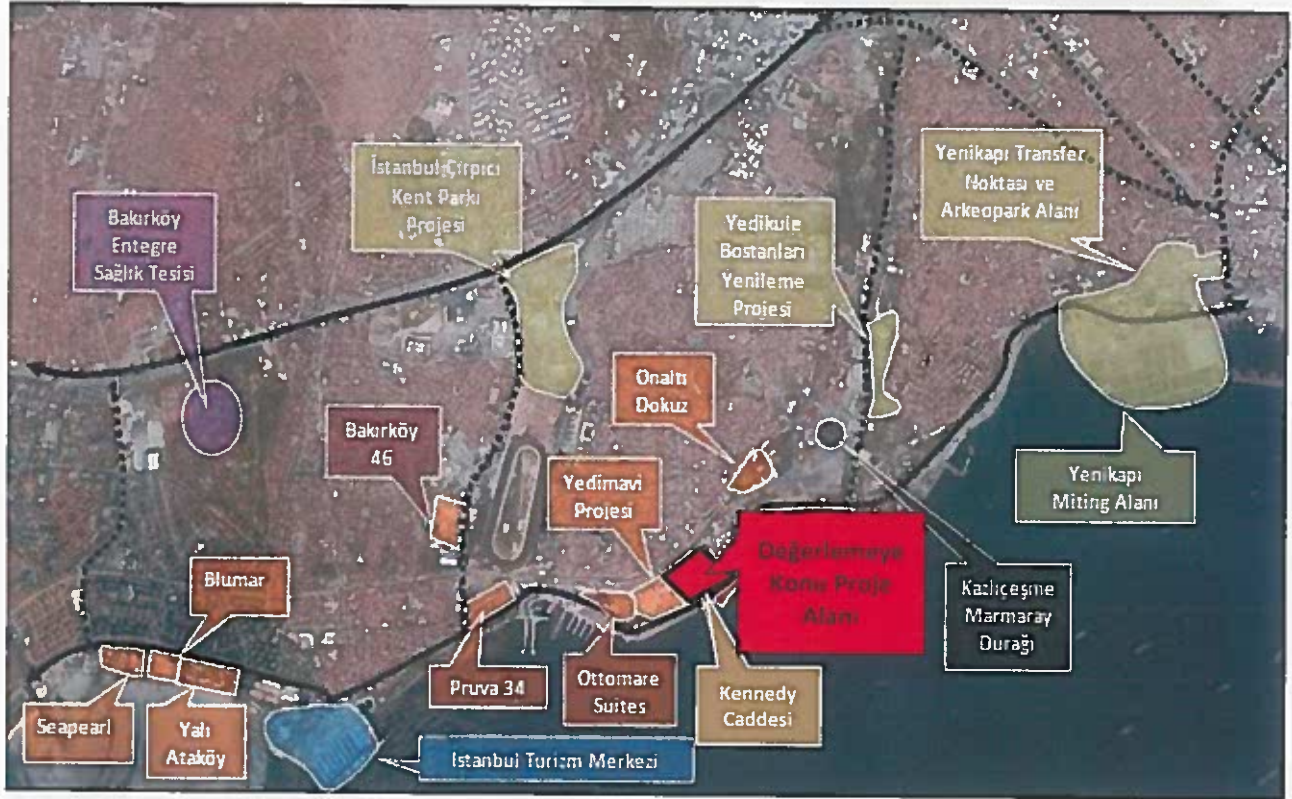 İstanbul Çırpıcı
Kent Parkı
Projesi
Yenikapı Transfer
Noktası ve
Arkeopark Alanı
Bakırköy
Entegre
Sağlık Tesisi
Yedikule
Bostanları
Yenileme
Projesi
Onaltı
Dokuz
Bakırköy
46
Yedimavi
Projesi
Yenikapı
Miting Alanı
Değerlemeye
Konu Proje
Alanı
Blumar
Kazlıçeşme
Marmaray
Durağı
Seapearl
Yalı
Ataköy
Pruva 34
Ottomare
Suites
Kennedy
Caddesi
İstanbul Turizm Merkezi